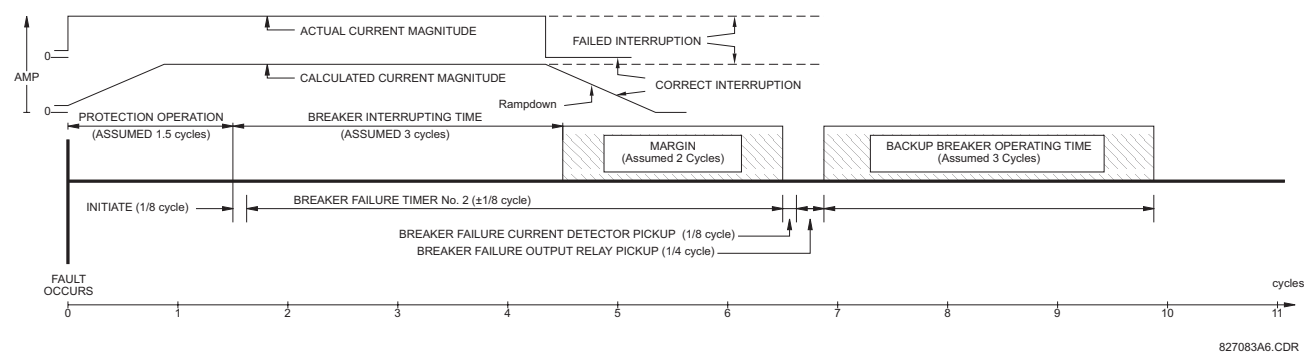 ACTUAL CURRENT MAGNITUDE
FAILED INTERRUPTION
0
AMP
CALCULATED CURRENT MAGNITUDE
CORRECT INTERRUPTION
Rampdown
0
PROTECTION OPERATION
(ASSUMED 1.5 cycles)
BREAKER INTERRUPTING TIME
(ASSUMED 3 cycles)
MARGIN
(Assumed 2 Cycles)
BACKUP BREAKER OPERATING TIME
(Assumed 3 Cycles)
INITIATE (1/8 cycle)
BREAKER FAILURE TIMER No. 2 (±1/8 cycle)
BREAKER FAILURE CURRENT DETECTOR PICKUP (1/8 cycle)
BREAKER FAILURE OUTPUT RELAY PICKUP (1/4 cycle)
FAULT
OCCURS
cycles
0 1 2 3 4 5 6 7 8 9 10 11
827083A6.CDR